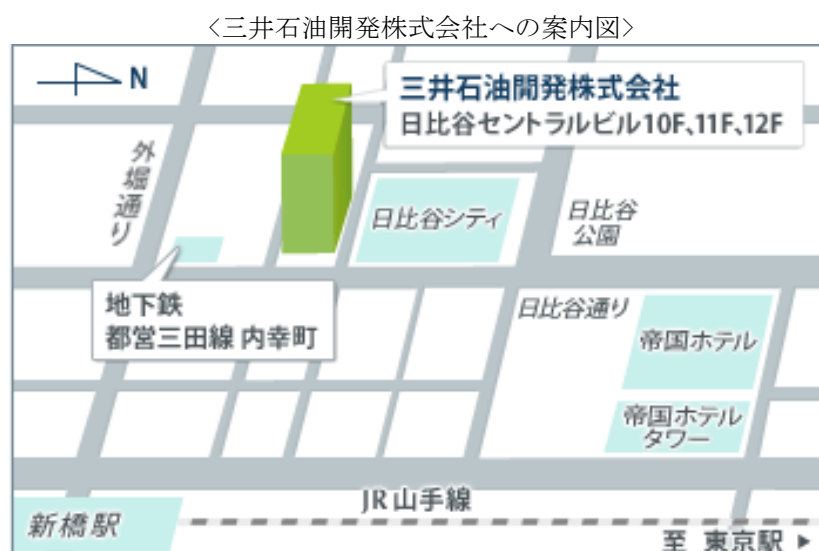 <三井石油開発株式会社への案内図>
N
三井石油開発株式会社
日比谷セントラルビル10F、11F、12F
外堀通り
日比谷シティ
日比谷
公園
地下鉄
都営三田線 内幸町
日比谷通り
帝国ホテル
帝国ホテル
タワー
JR山手線
新橋駅
至 東京駅 ▶